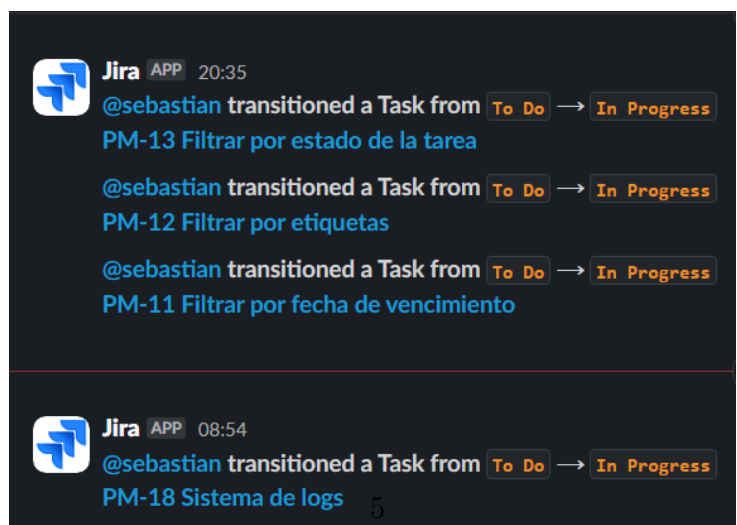 Jira APP 20:35
@sebastian transitioned a Task from To Do → In Progress
PM-13 Filtrar por estado de la tarea
@sebastian transitioned a Task from To Do → In Progress
PM-12 Filtrar por etiquetas
@sebastian transitioned a Task from To Do → In Progress
PM-11 Filtrar por fecha de vencimiento
Jira APP 08:54
@sebastian transitioned a Task from To Do → In Progress
PM-18 Sistema de logs
5